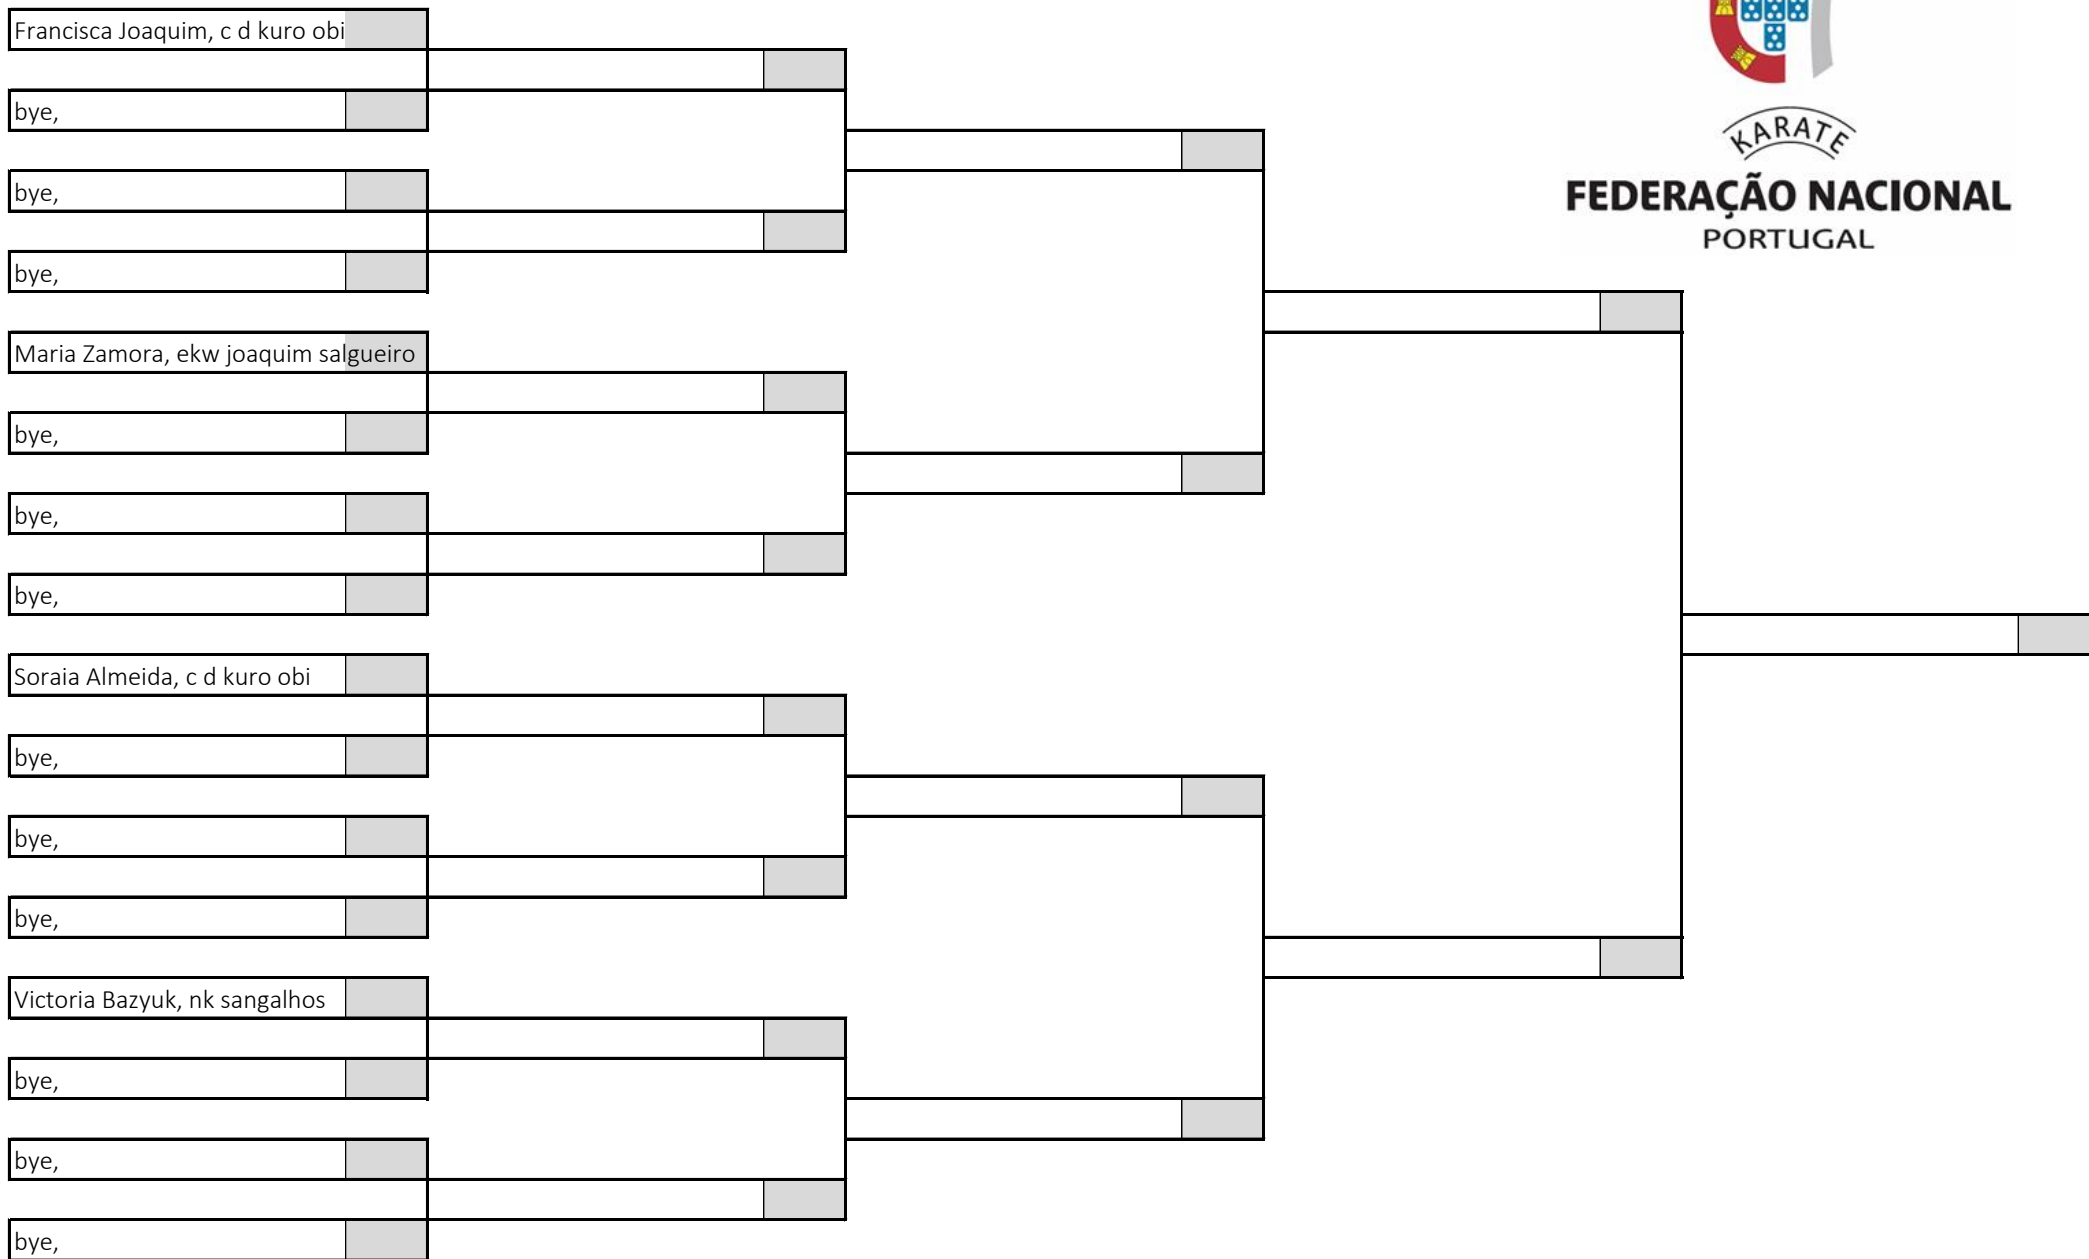 Francisca Joaquim, c d kuro obi
bye,
bye,
bye,
Maria Zamora, ekw joaquim salgueiro
bye,
bye,
bye,
Soraia Almeida, c d kuro obi
bye,
bye,
bye,
Victoria Bazyuk, nk sangalhos
bye,
bye,
bye,
KARATE
FEDERAÇÃO NACIONAL
PORTUGAL